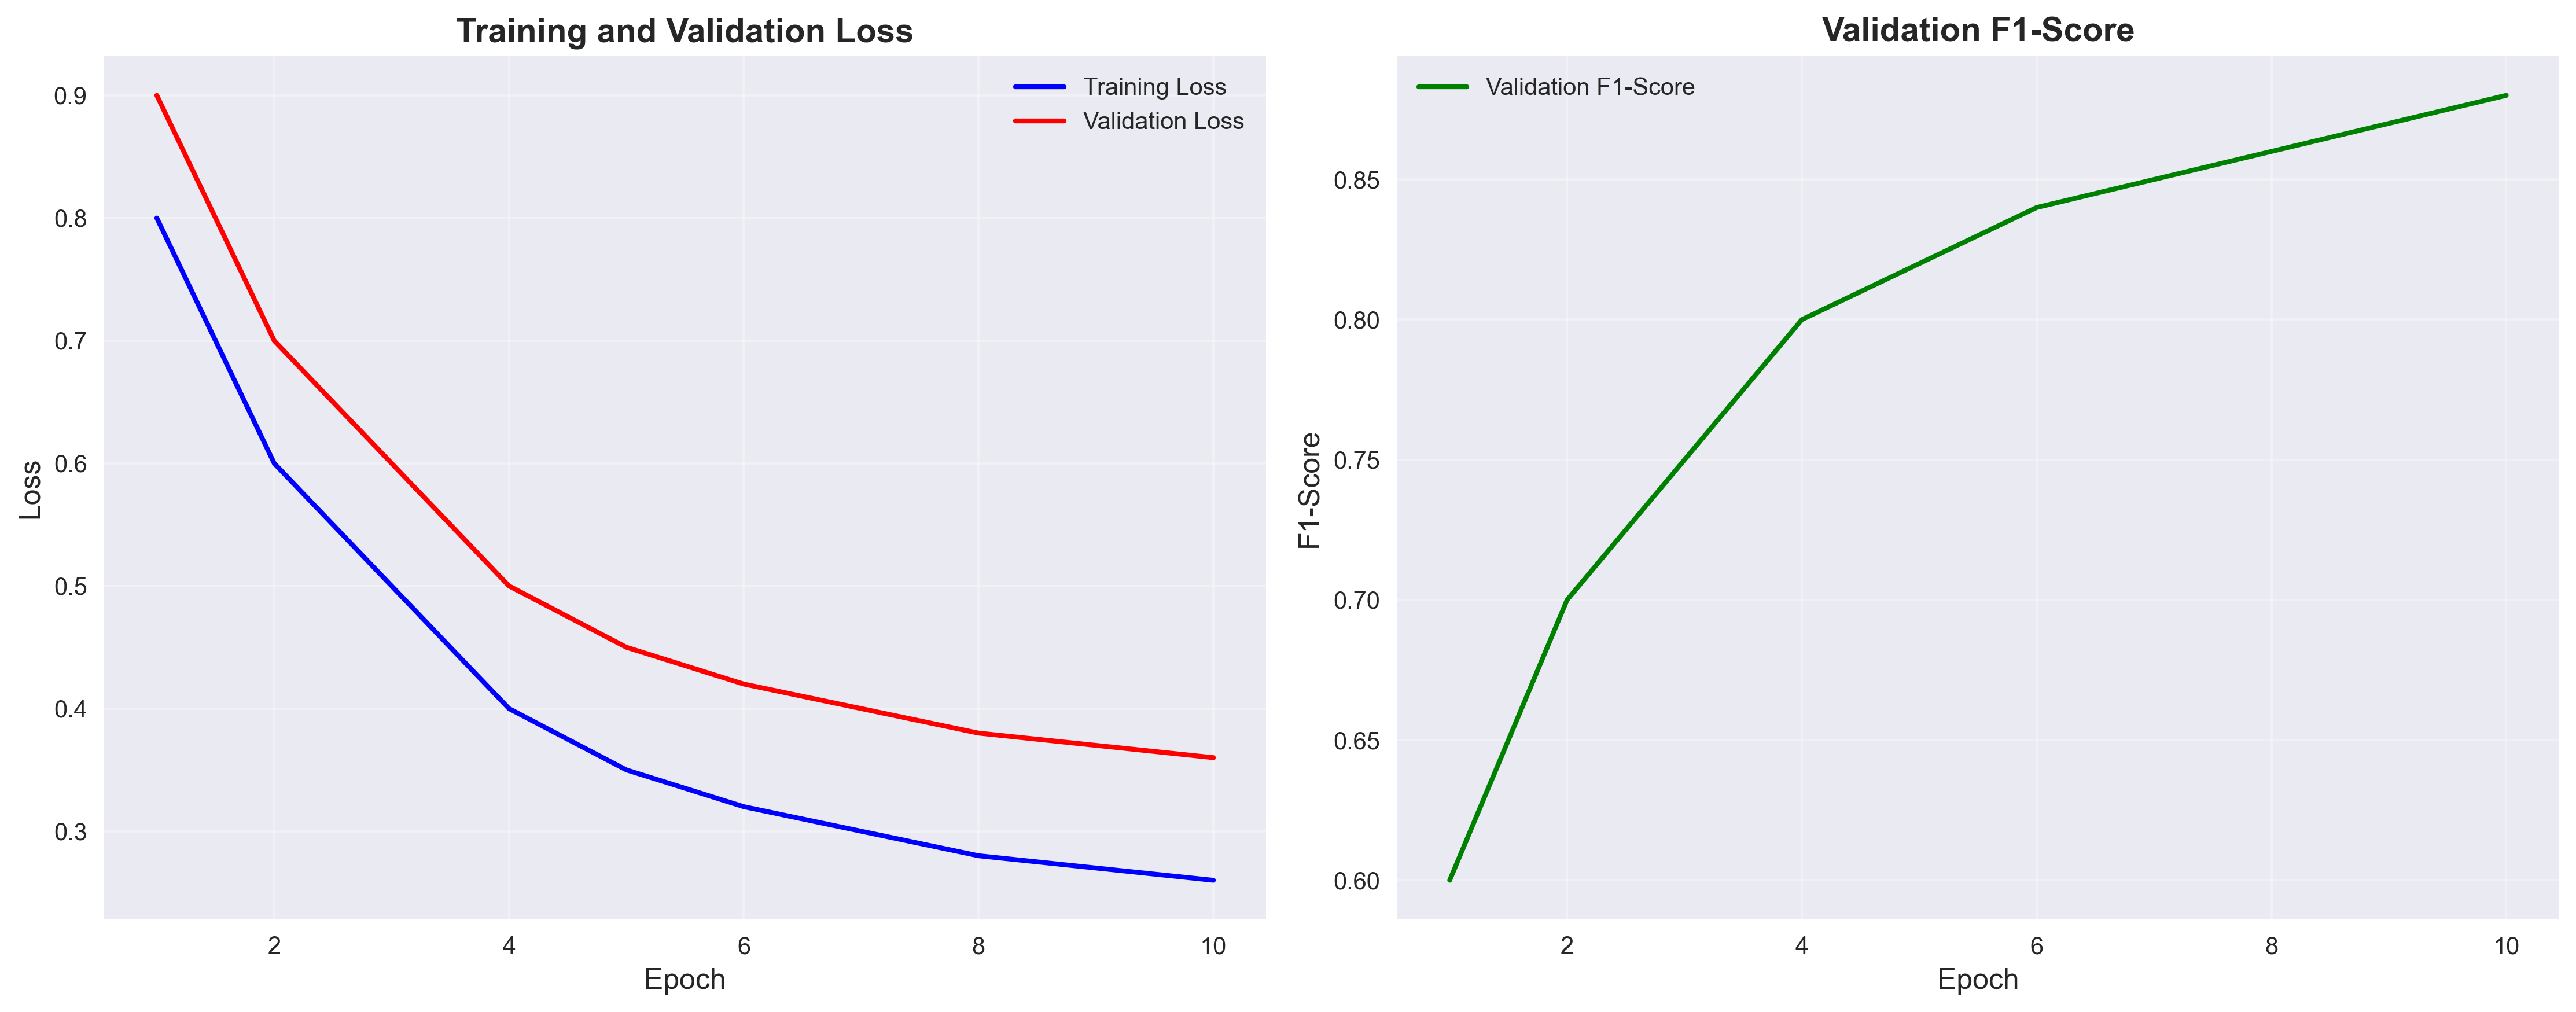 Training and Validation Loss
Training Loss
Validation Loss
0.9
0.8
0.7
0.6
0.5
0.4
0.3
Loss
2 4 6 8 10
Epoch
Validation F1-Score
Validation F1-Score
0.85
0.80
0.75
0.70
0.65
0.60
F1-Score
2 4 6 8 10
Epoch